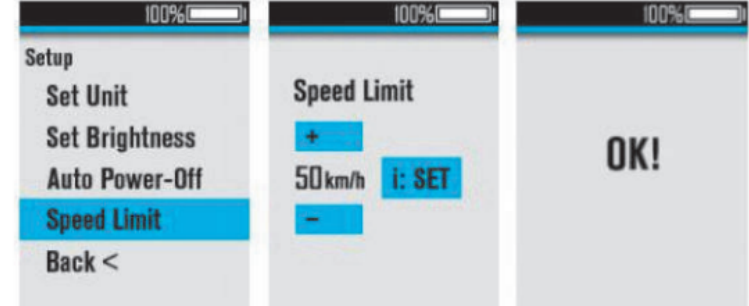 100%
Setup
Set Unit
Set Brightness
Auto Power-Off
Speed Limit
Back <
100%
Speed Limit
+
50km/h i: SET
−
100%
OK!